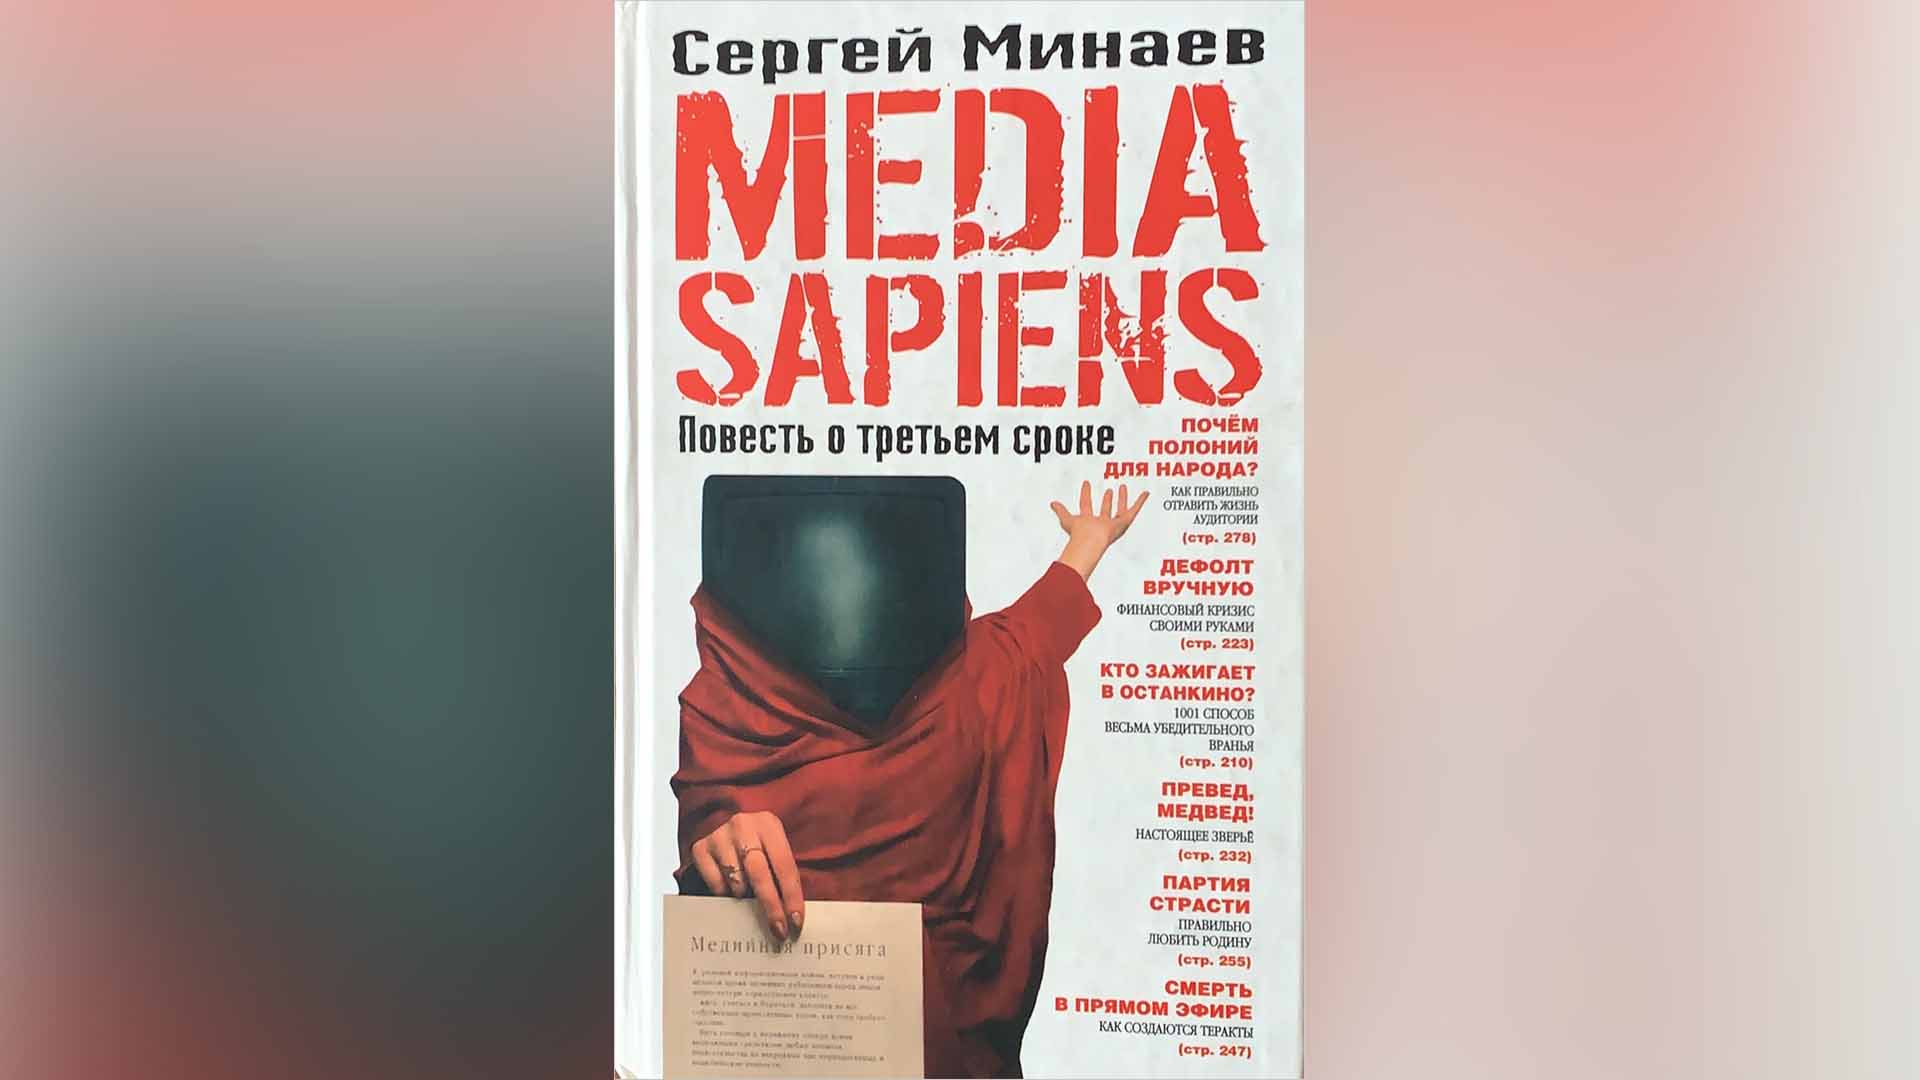 Сергей Минаев
MEDIA
SAPIENS
Повесть о третьем сроке
ПОЧЁМ
ПОЛОНИЙ
ДЛЯ НАРОДА?
КАК ПРАВИЛЬНО
ОТРАВИТЬ ЖИЗНЬ
АУДИТОРИИ
(стр. 278)
ДЕФОЛТ
ВРУЧНУЮ
ФИНАНСОВЫЙ КРИЗИС
СВОИМИ РУКАМИ
(стр. 223)
КТО ЗАЖИГАЕТ
В ОСТАНКИНО?
1001 СПОСОБ
ВЕСЬМА УБЕДИТЕЛЬНОГО
ВРАНЬЯ
(стр. 210)
ПРЕВЕД,
МЕДВЕД!
НАСТОЯЩЕЕ ЗВЕРЬЁ
(стр. 232)
ПАРТИЯ
СТРАСТИ
ПРАВИЛЬНО
ЛЮБИТЬ РОДИНУ
(стр. 255)
СМЕРТЬ
В ПРЯМОМ ЭФИРЕ
КАК СОЗДАЮТСЯ ТЕРАКТЫ
(стр. 247)
Медийная присяга